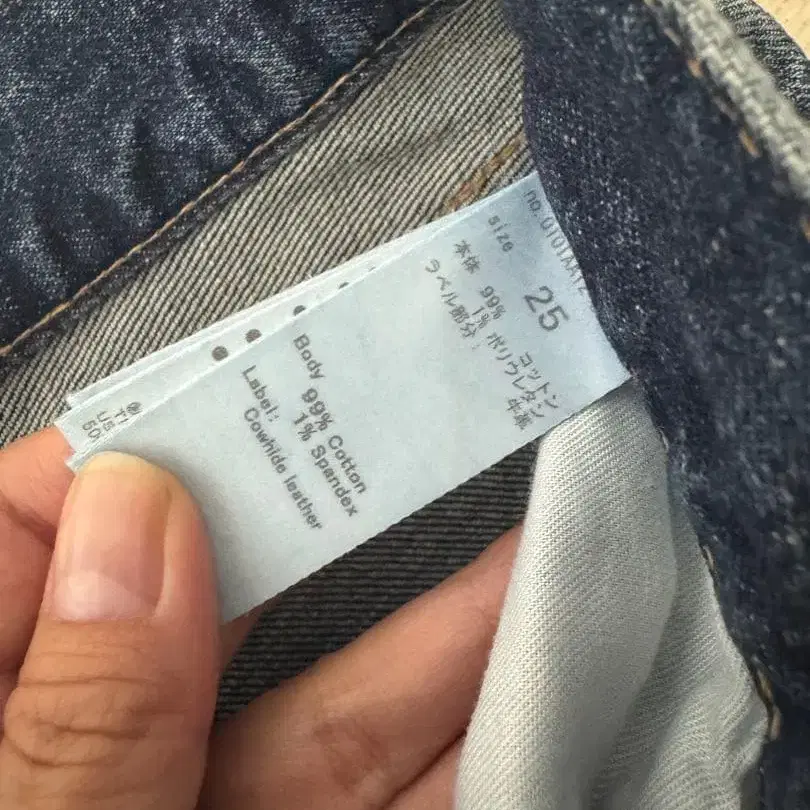 no.
size 25
本体 99% コットン
1% ポリウレタン
ラベル部分： 牛革
Body 99% Cotton
1% Spandex
Label:
Cowhide leather